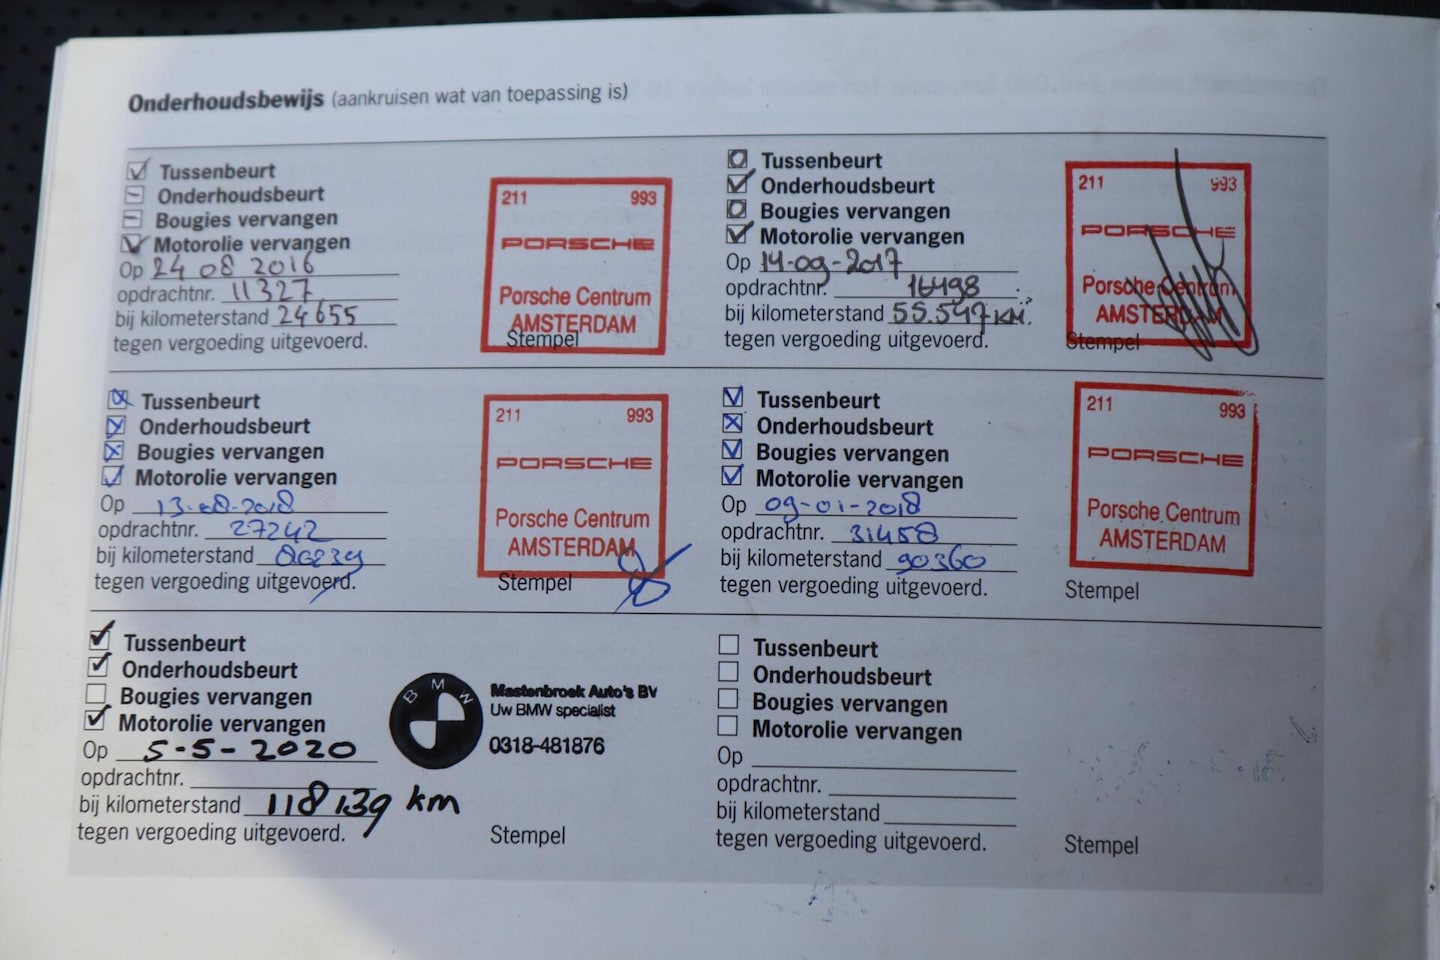 Onderhoudsbewijs (aankruisen wat van toepassing is)
Tussenbeurt
Onderhoudsbeurt
Bougies vervangen
Motorolie vervangen
Op 24 08 2016
opdrachtnr. 11327
bij kilometerstand 24655
tegen vergoeding uitgevoerd.
211 993
PORSCHE
Porsche Centrum
AMSTERDAM
Stempel
Tussenbeurt
Onderhoudsbeurt
Bougies vervangen
Motorolie vervangen
Op 14-09-2017
opdrachtnr. 16498
bij kilometerstand 55.547 KM.
tegen vergoeding uitgevoerd.
211 993
PORSCHE
Porsche Centrum
AMSTERDAM
Stempel
Tussenbeurt
Onderhoudsbeurt
Bougies vervangen
Motorolie vervangen
Op 13-08-2018
opdrachtnr. 27242
bij kilometerstand
tegen vergoeding uitgevoerd.
211 993
PORSCHE
Porsche Centrum
AMSTERDAM
Stempel
Tussenbeurt
Onderhoudsbeurt
Bougies vervangen
Motorolie vervangen
Op 09-01-2018
opdrachtnr. 31458
bij kilometerstand 90360
tegen vergoeding uitgevoerd.
211 993
PORSCHE
Porsche Centrum
AMSTERDAM
Stempel
Tussenbeurt
Onderhoudsbeurt
Bougies vervangen
Motorolie vervangen
Op 5-5-2020
opdrachtnr.
bij kilometerstand 118139 km
tegen vergoeding uitgevoerd.
BMW
Mastenbroek Auto's BV
Uw BMW specialist
0318-481876
Stempel
Tussenbeurt
Onderhoudsbeurt
Bougies vervangen
Motorolie vervangen
Op
opdrachtnr.
bij kilometerstand
tegen vergoeding uitgevoerd.
Stempel